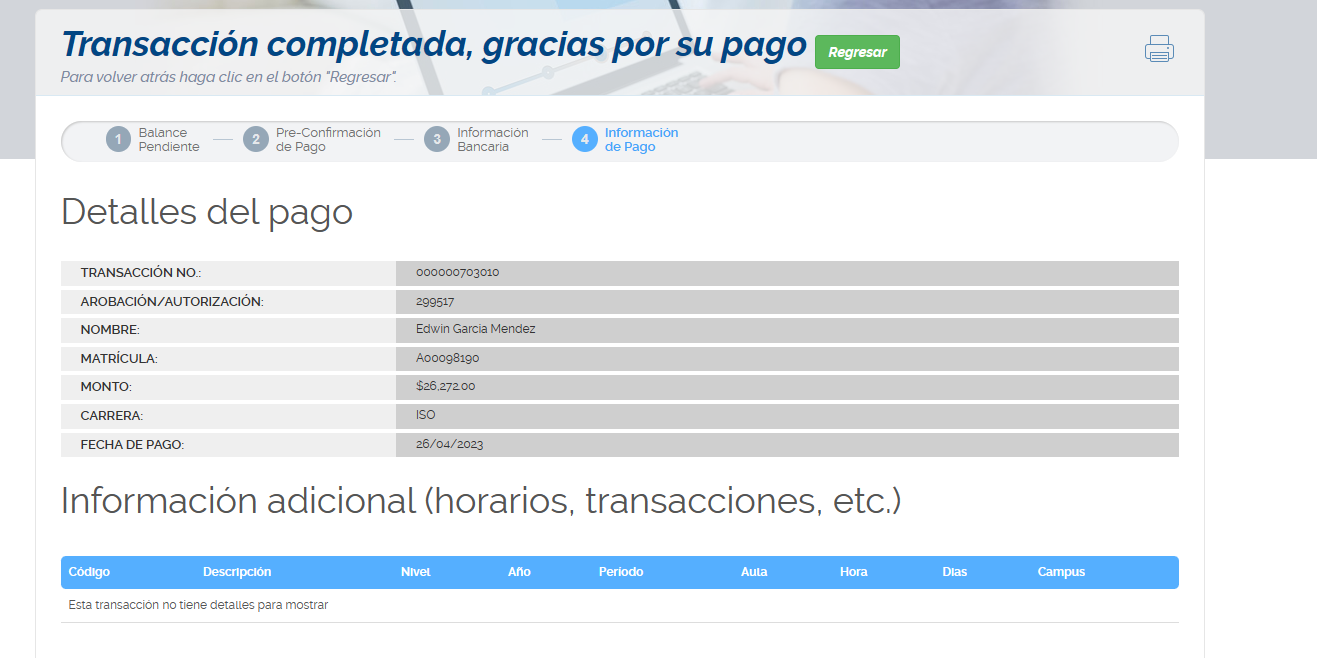 Transacción completada, gracias por su pago
Regresar
Para volver atrás haga clic en el botón "Regresar".
1 Balance Pendiente
2 Pre-Confirmación de Pago
3 Información Bancaria
4 Información de Pago
Detalles del pago
TRANSACCIÓN NO.: 000000703010
AROBACIÓN/AUTORIZACIÓN: 299517
NOMBRE: Edwin Garcia Mendez
MATRÍCULA: A00098190
MONTO: $26,272.00
CARRERA: ISO
FECHA DE PAGO: 26/04/2023
Información adicional (horarios, transacciones, etc.)
Código Descripción Nivel Año Periodo Aula Hora Dias Campus
Esta transacción no tiene detalles para mostrar